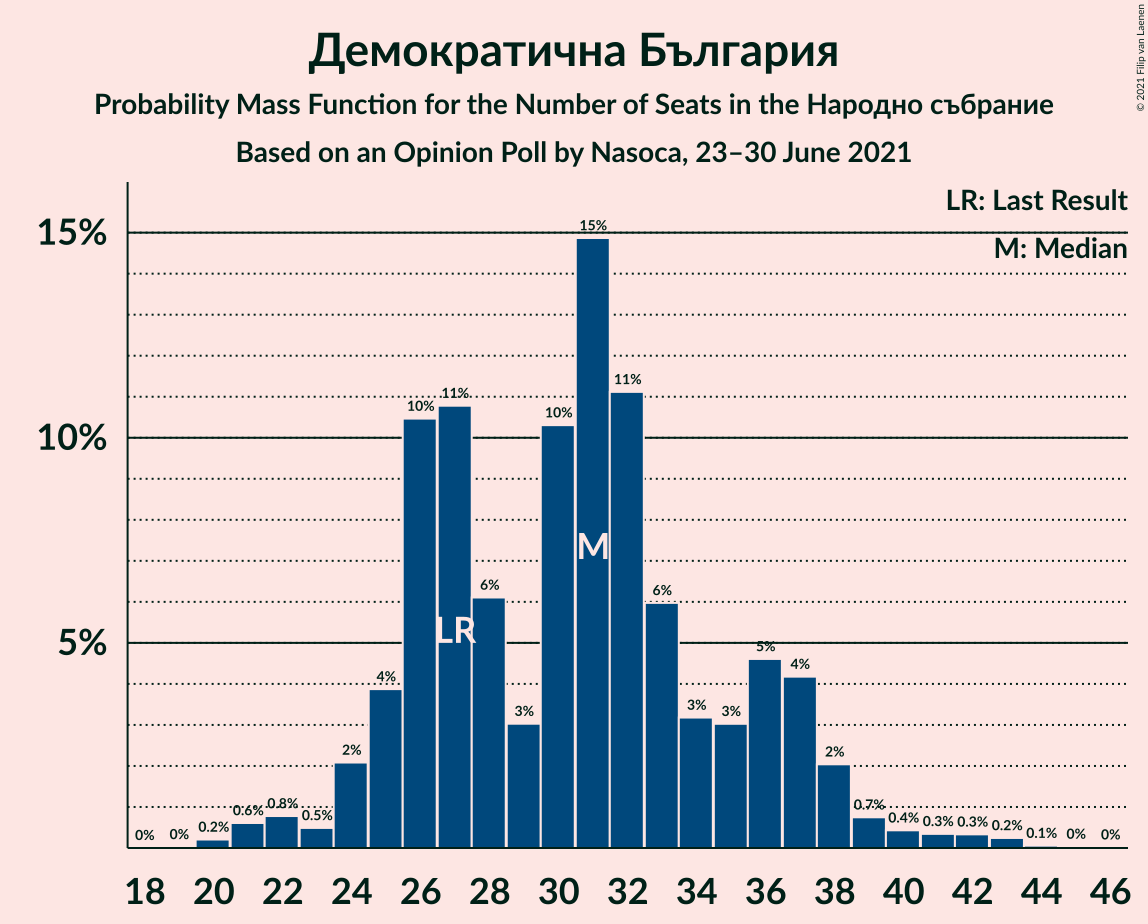 Демократична България
Probability Mass Function for the Number of Seats in the Народно събрание
Based on an Opinion Poll by Nasoca, 23–30 June 2021
© 2021 Filip van Laenen
LR: Last Result
M: Median
15%
10%
5%
0% 0% 0.2% 0.6% 0.8% 0.5% 2% 4% 10% 11% 6% 3% 10% 15% 11% 6% 3% 3% 5% 4% 2% 0.7% 0.4% 0.3% 0.3% 0.2% 0.1% 0% 0%
LR
M
18 20 22 24 26 28 30 32 34 36 38 40 42 44 46